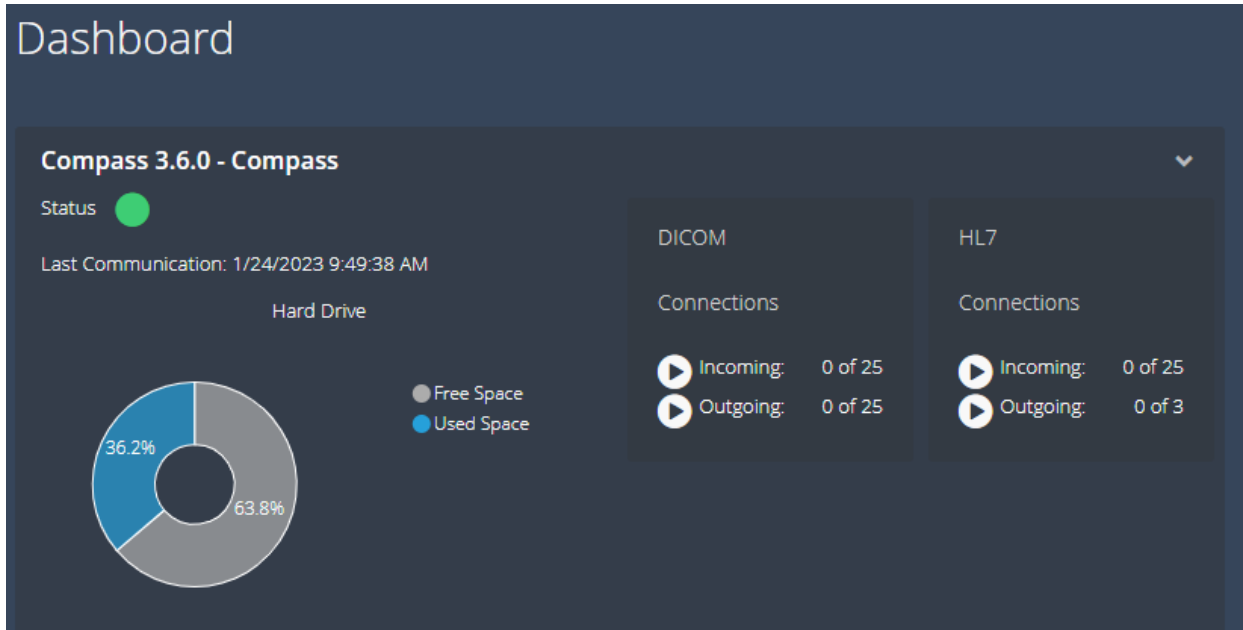 Dashboard
Compass 3.6.0 - Compass
Status
Last Communication: 1/24/2023 9:49:38 AM
Hard Drive
Free Space
Used Space
36.2%
63.8%
DICOM
Connections
Incoming: 0 of 25
Outgoing: 0 of 25
HL7
Connections
Incoming: 0 of 25
Outgoing: 0 of 3